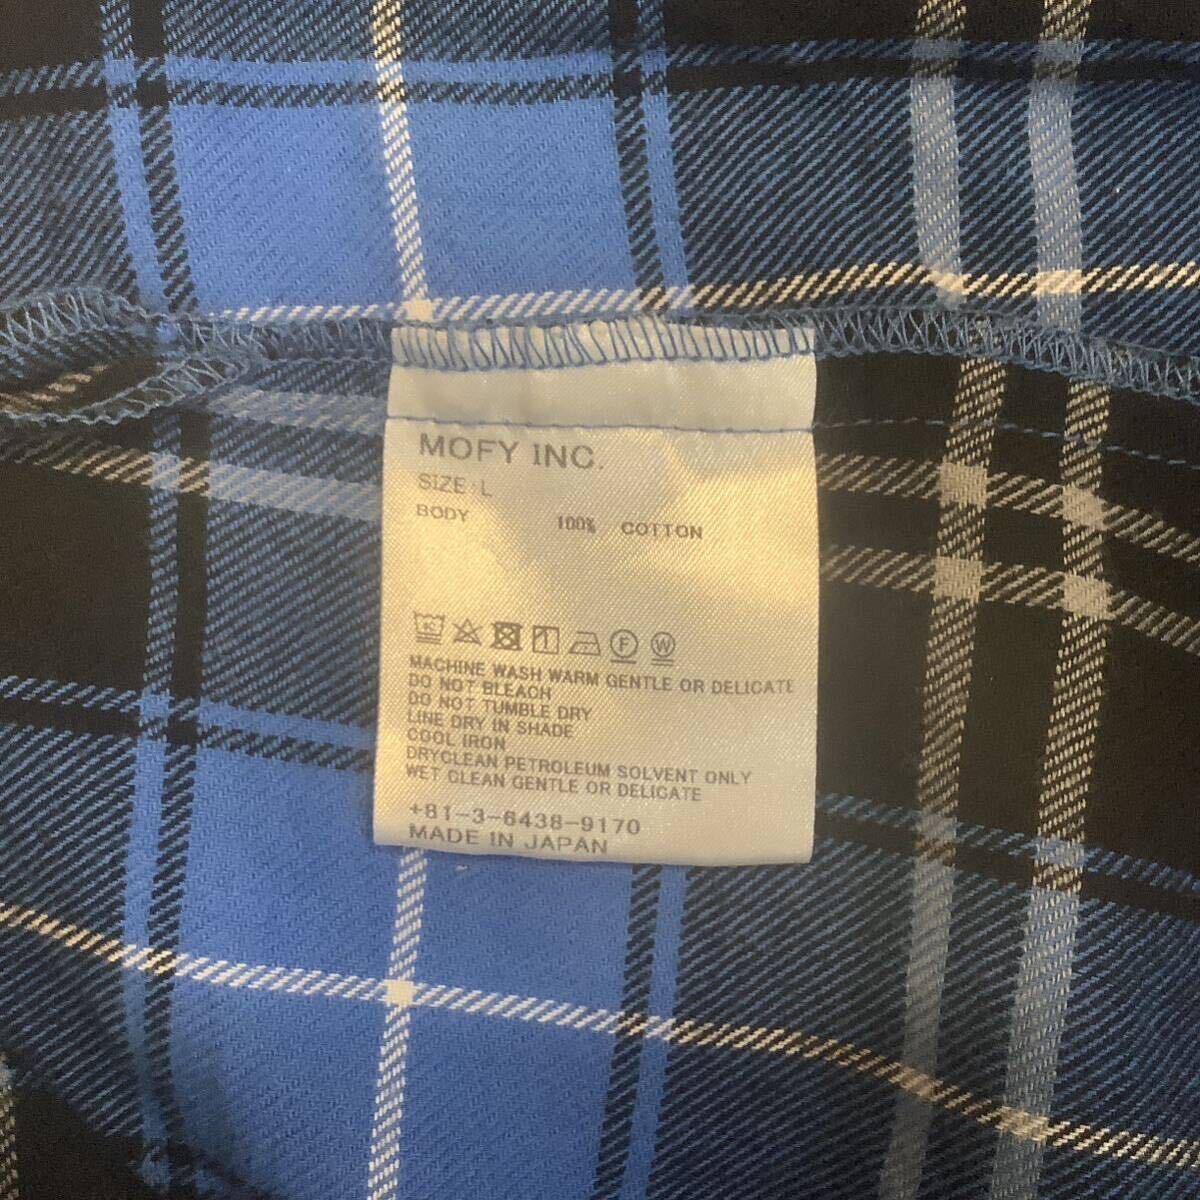 MOFY INC.
SIZE:L
BODY 100% COTTON
F W
MACHINE WASH WARM GENTLE OR DELICATE
DO NOT BLEACH
DO NOT TUMBLE DRY
LINE DRY IN SHADE
COOL IRON
DRYCLEAN PETROLEUM SOLVENT ONLY
WET CLEAN GENTLE OR DELICATE
+81-3-6438-9170
MADE IN JAPAN